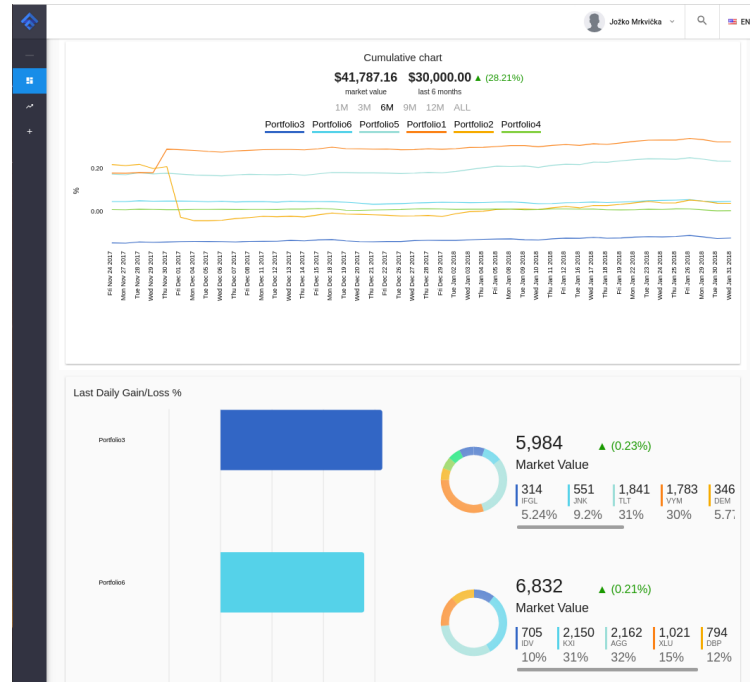 Jožko Mrkvička
EN
Cumulative chart
$41,787.16 $30,000.00 ▲ (28.21%)
market value last 6 months
1M 3M 6M 9M 12M ALL
Portfolio3 Portfolio6 Portfolio5 Portfolio1 Portfolio2 Portfolio4
0.20
%
0.00
Fri Nov 24 2017
Mon Nov 27 2017
Tue Nov 28 2017
Wed Nov 29 2017
Thu Nov 30 2017
Fri Dec 01 2017
Mon Dec 04 2017
Tue Dec 05 2017
Wed Dec 06 2017
Thu Dec 07 2017
Fri Dec 08 2017
Mon Dec 11 2017
Tue Dec 12 2017
Wed Dec 13 2017
Thu Dec 14 2017
Fri Dec 15 2017
Mon Dec 18 2017
Tue Dec 19 2017
Wed Dec 20 2017
Thu Dec 21 2017
Fri Dec 22 2017
Tue Dec 26 2017
Wed Dec 27 2017
Thu Dec 28 2017
Fri Dec 29 2017
Tue Jan 02 2018
Wed Jan 03 2018
Thu Jan 04 2018
Fri Jan 05 2018
Mon Jan 08 2018
Tue Jan 09 2018
Wed Jan 10 2018
Thu Jan 11 2018
Fri Jan 12 2018
Tue Jan 16 2018
Wed Jan 17 2018
Thu Jan 18 2018
Fri Jan 19 2018
Mon Jan 22 2018
Tue Jan 23 2018
Wed Jan 24 2018
Thu Jan 25 2018
Fri Jan 26 2018
Mon Jan 29 2018
Tue Jan 30 2018
Wed Jan 31 2018
Last Daily Gain/Loss %
Portfolio3
5,984 ▲ (0.23%)
Market Value
314 551 1,841 1,783 346
IFGL JNK TLT VYM DEM
5.24% 9.2% 31% 30% 5.7
Portfolio6
6,832 ▲ (0.21%)
Market Value
705 2,150 2,162 1,021 794
IDV KXI AGG XLU DBP
10% 31% 32% 15% 12%